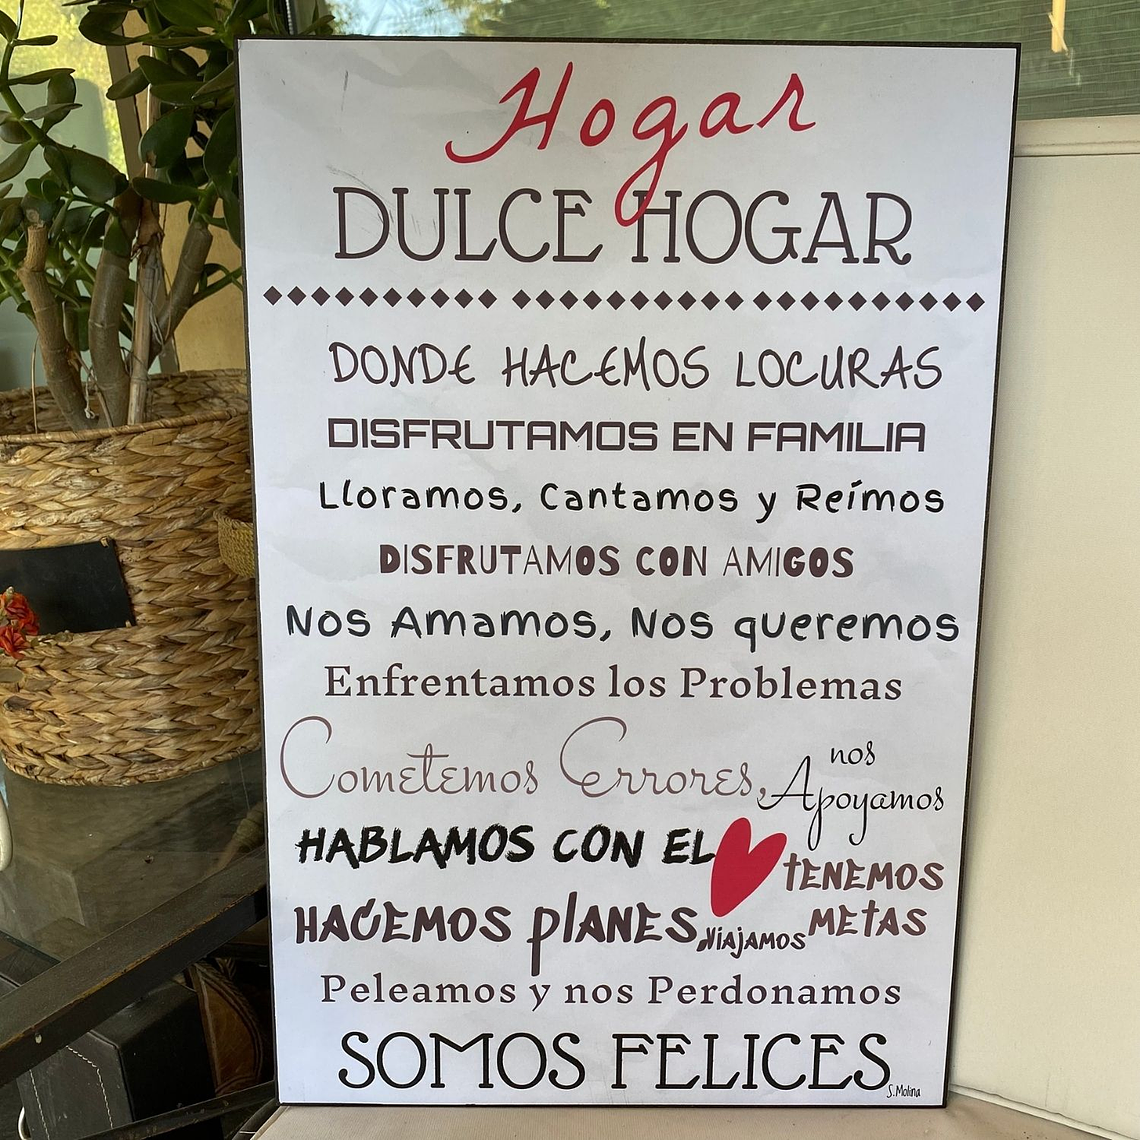 Hogar
DULCE HOGAR
DONDE HACEMOS LOCURAS
DISFRUTAMOS EN FAMILIA
Lloramos, Cantamos y Reímos
DISFRUTAMOS CON AMIGOS
Nos Amamos, Nos queremos
Enfrentamos los Problemas
Cometemos Errores, nos Apoyamos
HABLAMOS CON EL
TENEMOS METAS
HACEMOS PLANES, VIAJAMOS
Peleamos y nos Perdonamos
SOMOS FELICES
S. Molina